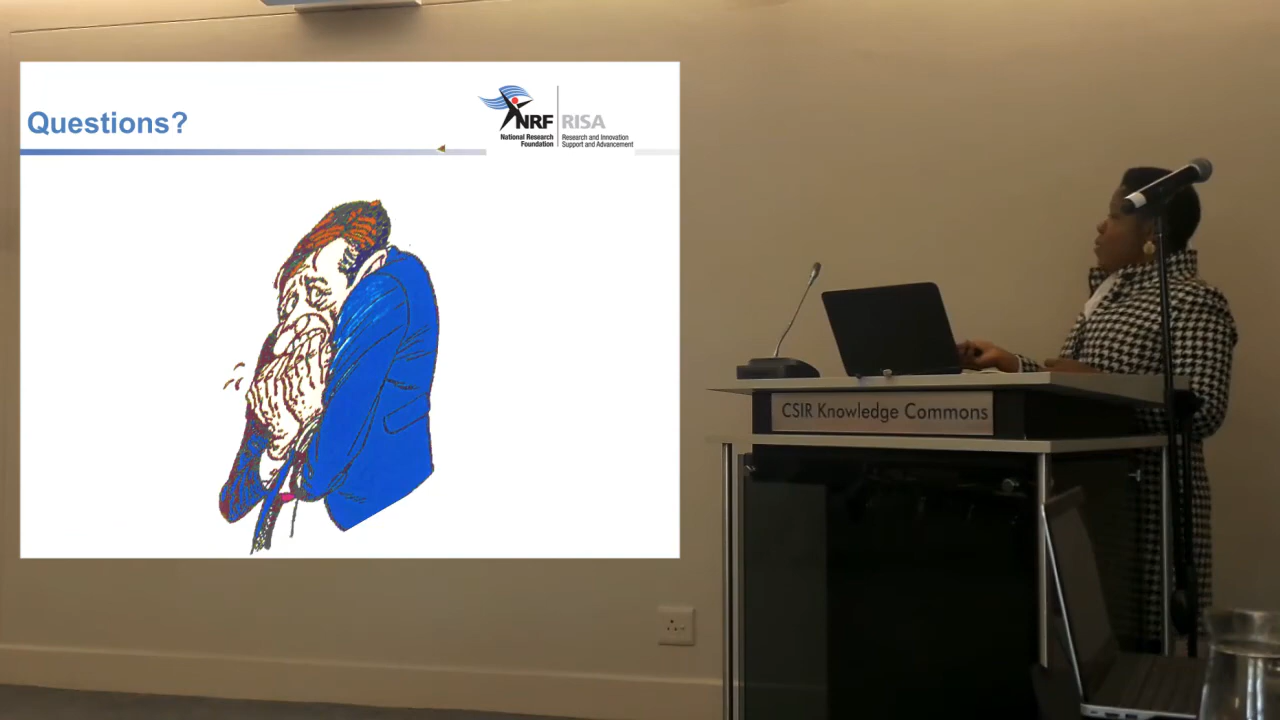 Questions?
NRF
National Research
Foundation
RISA
Research and Innovation
Support and Advancement
CSIR Knowledge Commons